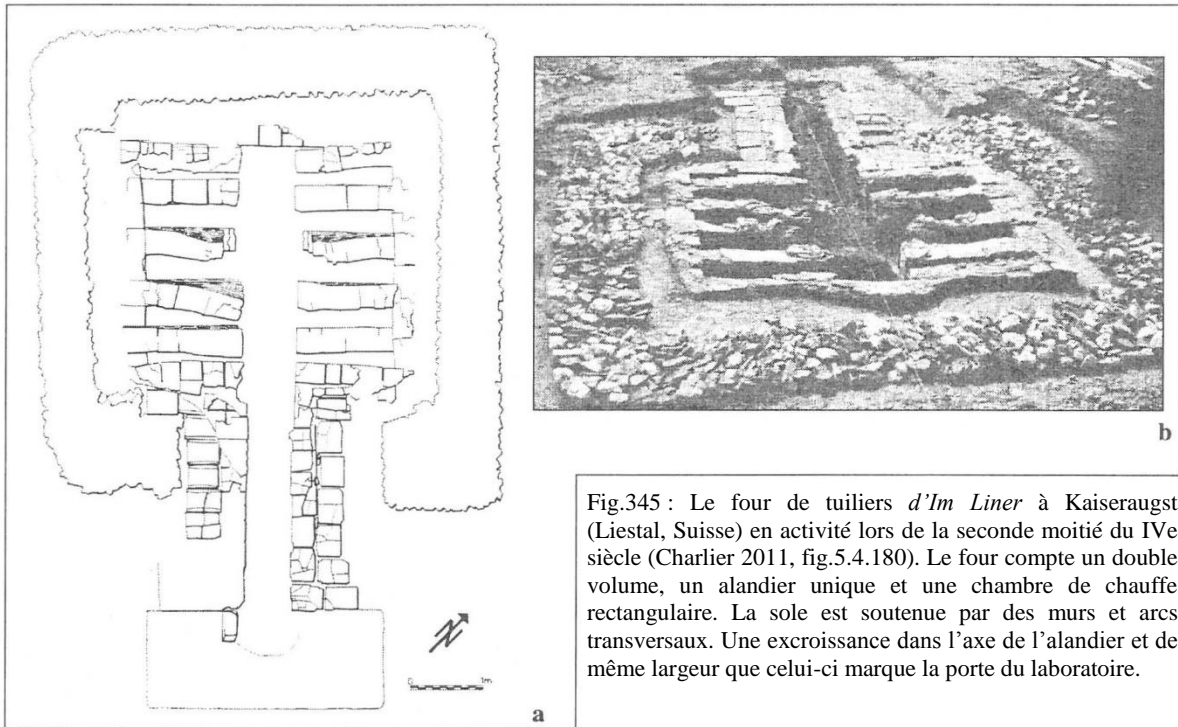 b
N
0 1m
a
Fig.345 : Le four de tuiliers d’Im Liner à Kaiseraugst
(Liestal, Suisse) en activité lors de la seconde moitié du IVe
siècle (Charlier 2011, fig.5.4.180). Le four compte un double
volume, un alandier unique et une chambre de chauffe
rectangulaire. La sole est soutenue par des murs et arcs
transversaux. Une excroissance dans l’axe de l’alandier et de
même largeur que celui-ci marque la porte du laboratoire.